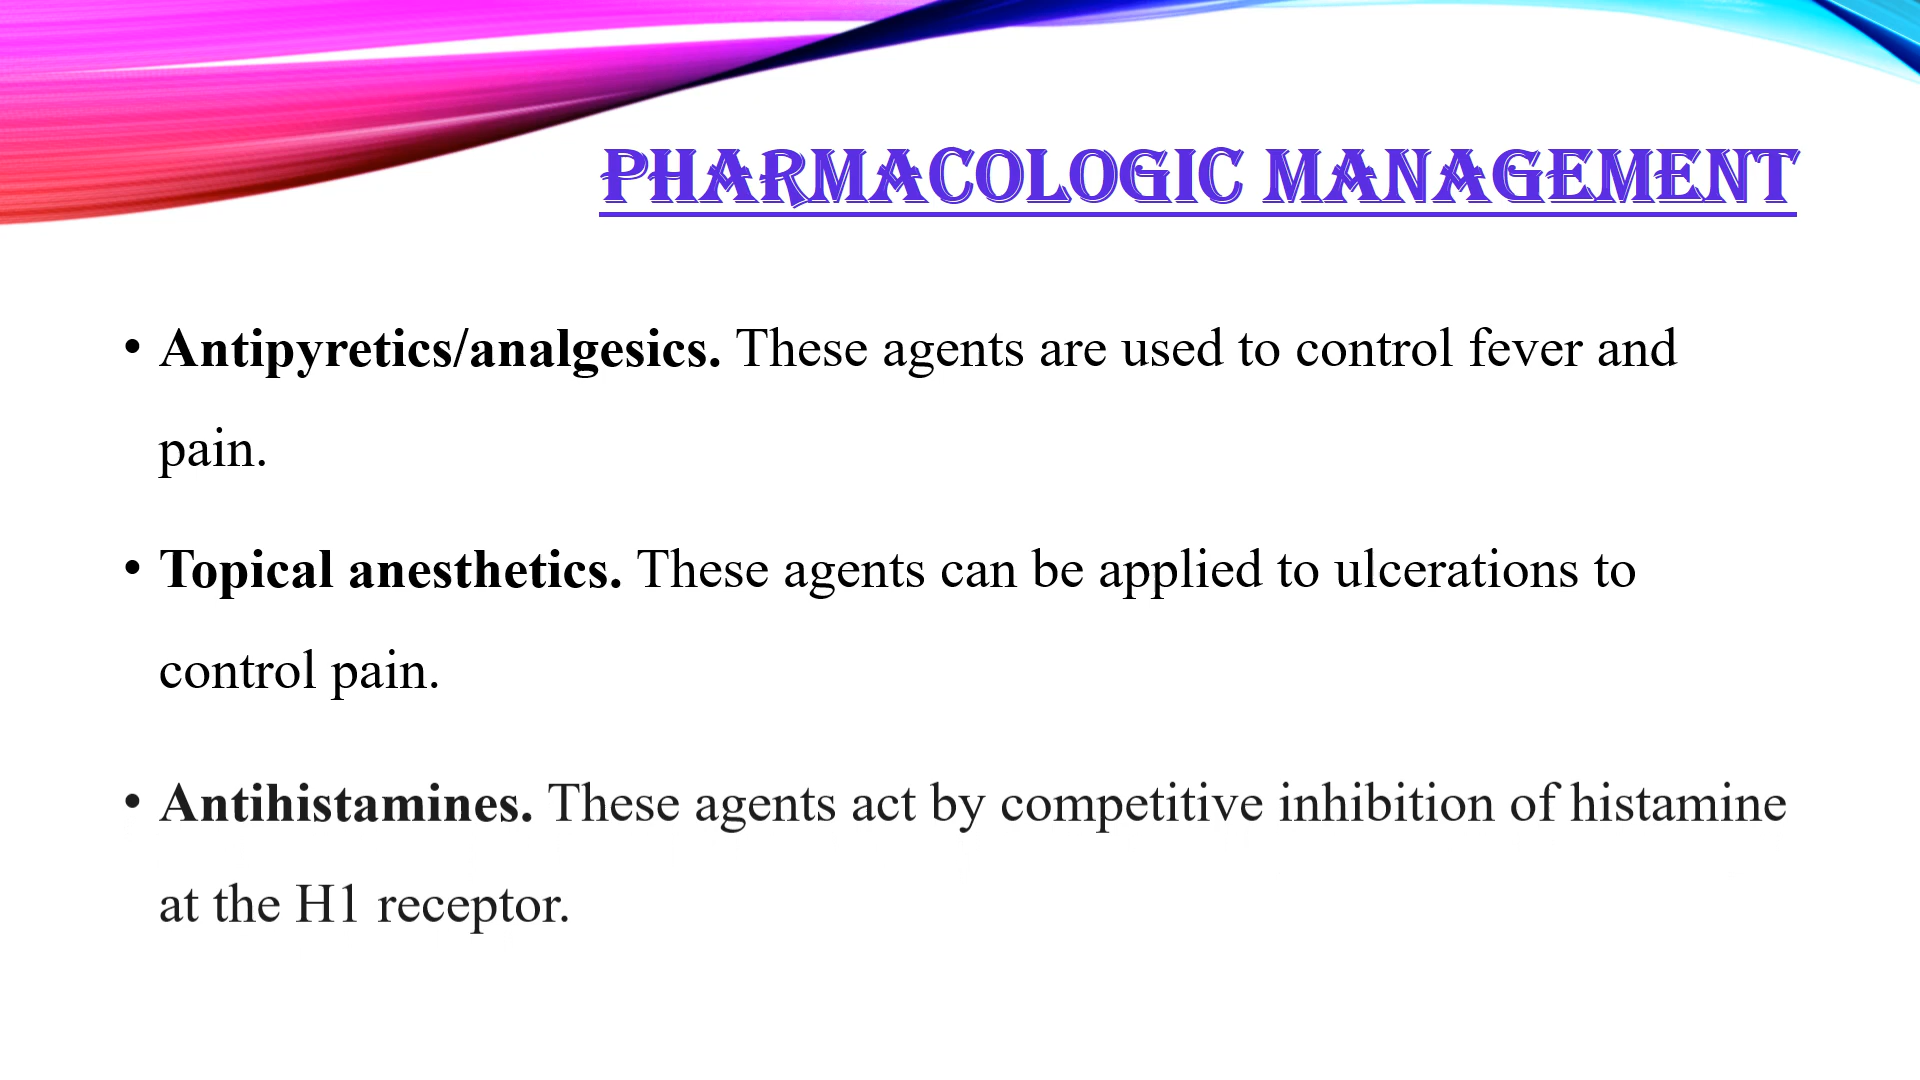 PHARMACOLOGIC MANAGEMENT
• Antipyretics/analgesics. These agents are used to control fever and
pain.
• Topical anesthetics. These agents can be applied to ulcerations to
control pain.
• Antihistamines. These agents act by competitive inhibition of histamine
at the H1 receptor.